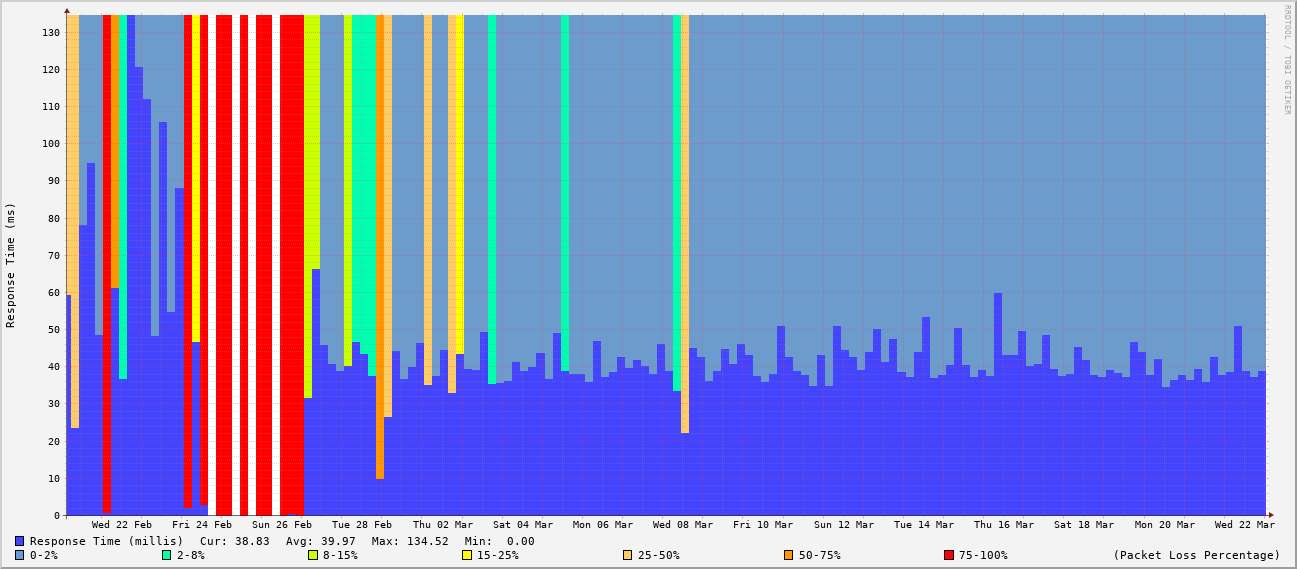 RRDTOOL / TOBI OETIKER
Response Time (ms)
130
120
110
100
90
80
70
60
50
40
30
20
10
0
Wed 22 Feb Fri 24 Feb Sun 26 Feb Tue 28 Feb Thu 02 Mar Sat 04 Mar Mon 06 Mar Wed 08 Mar Fri 10 Mar Sun 12 Mar Tue 14 Mar Thu 16 Mar Sat 18 Mar Mon 20 Mar Wed 22 Mar
Response Time (millis) Cur: 38.83 Avg: 39.97 Max: 134.52 Min: 0.00
0-2% 2-8% 8-15% 15-25% 25-50% 50-75% 75-100% (Packet Loss Percentage)